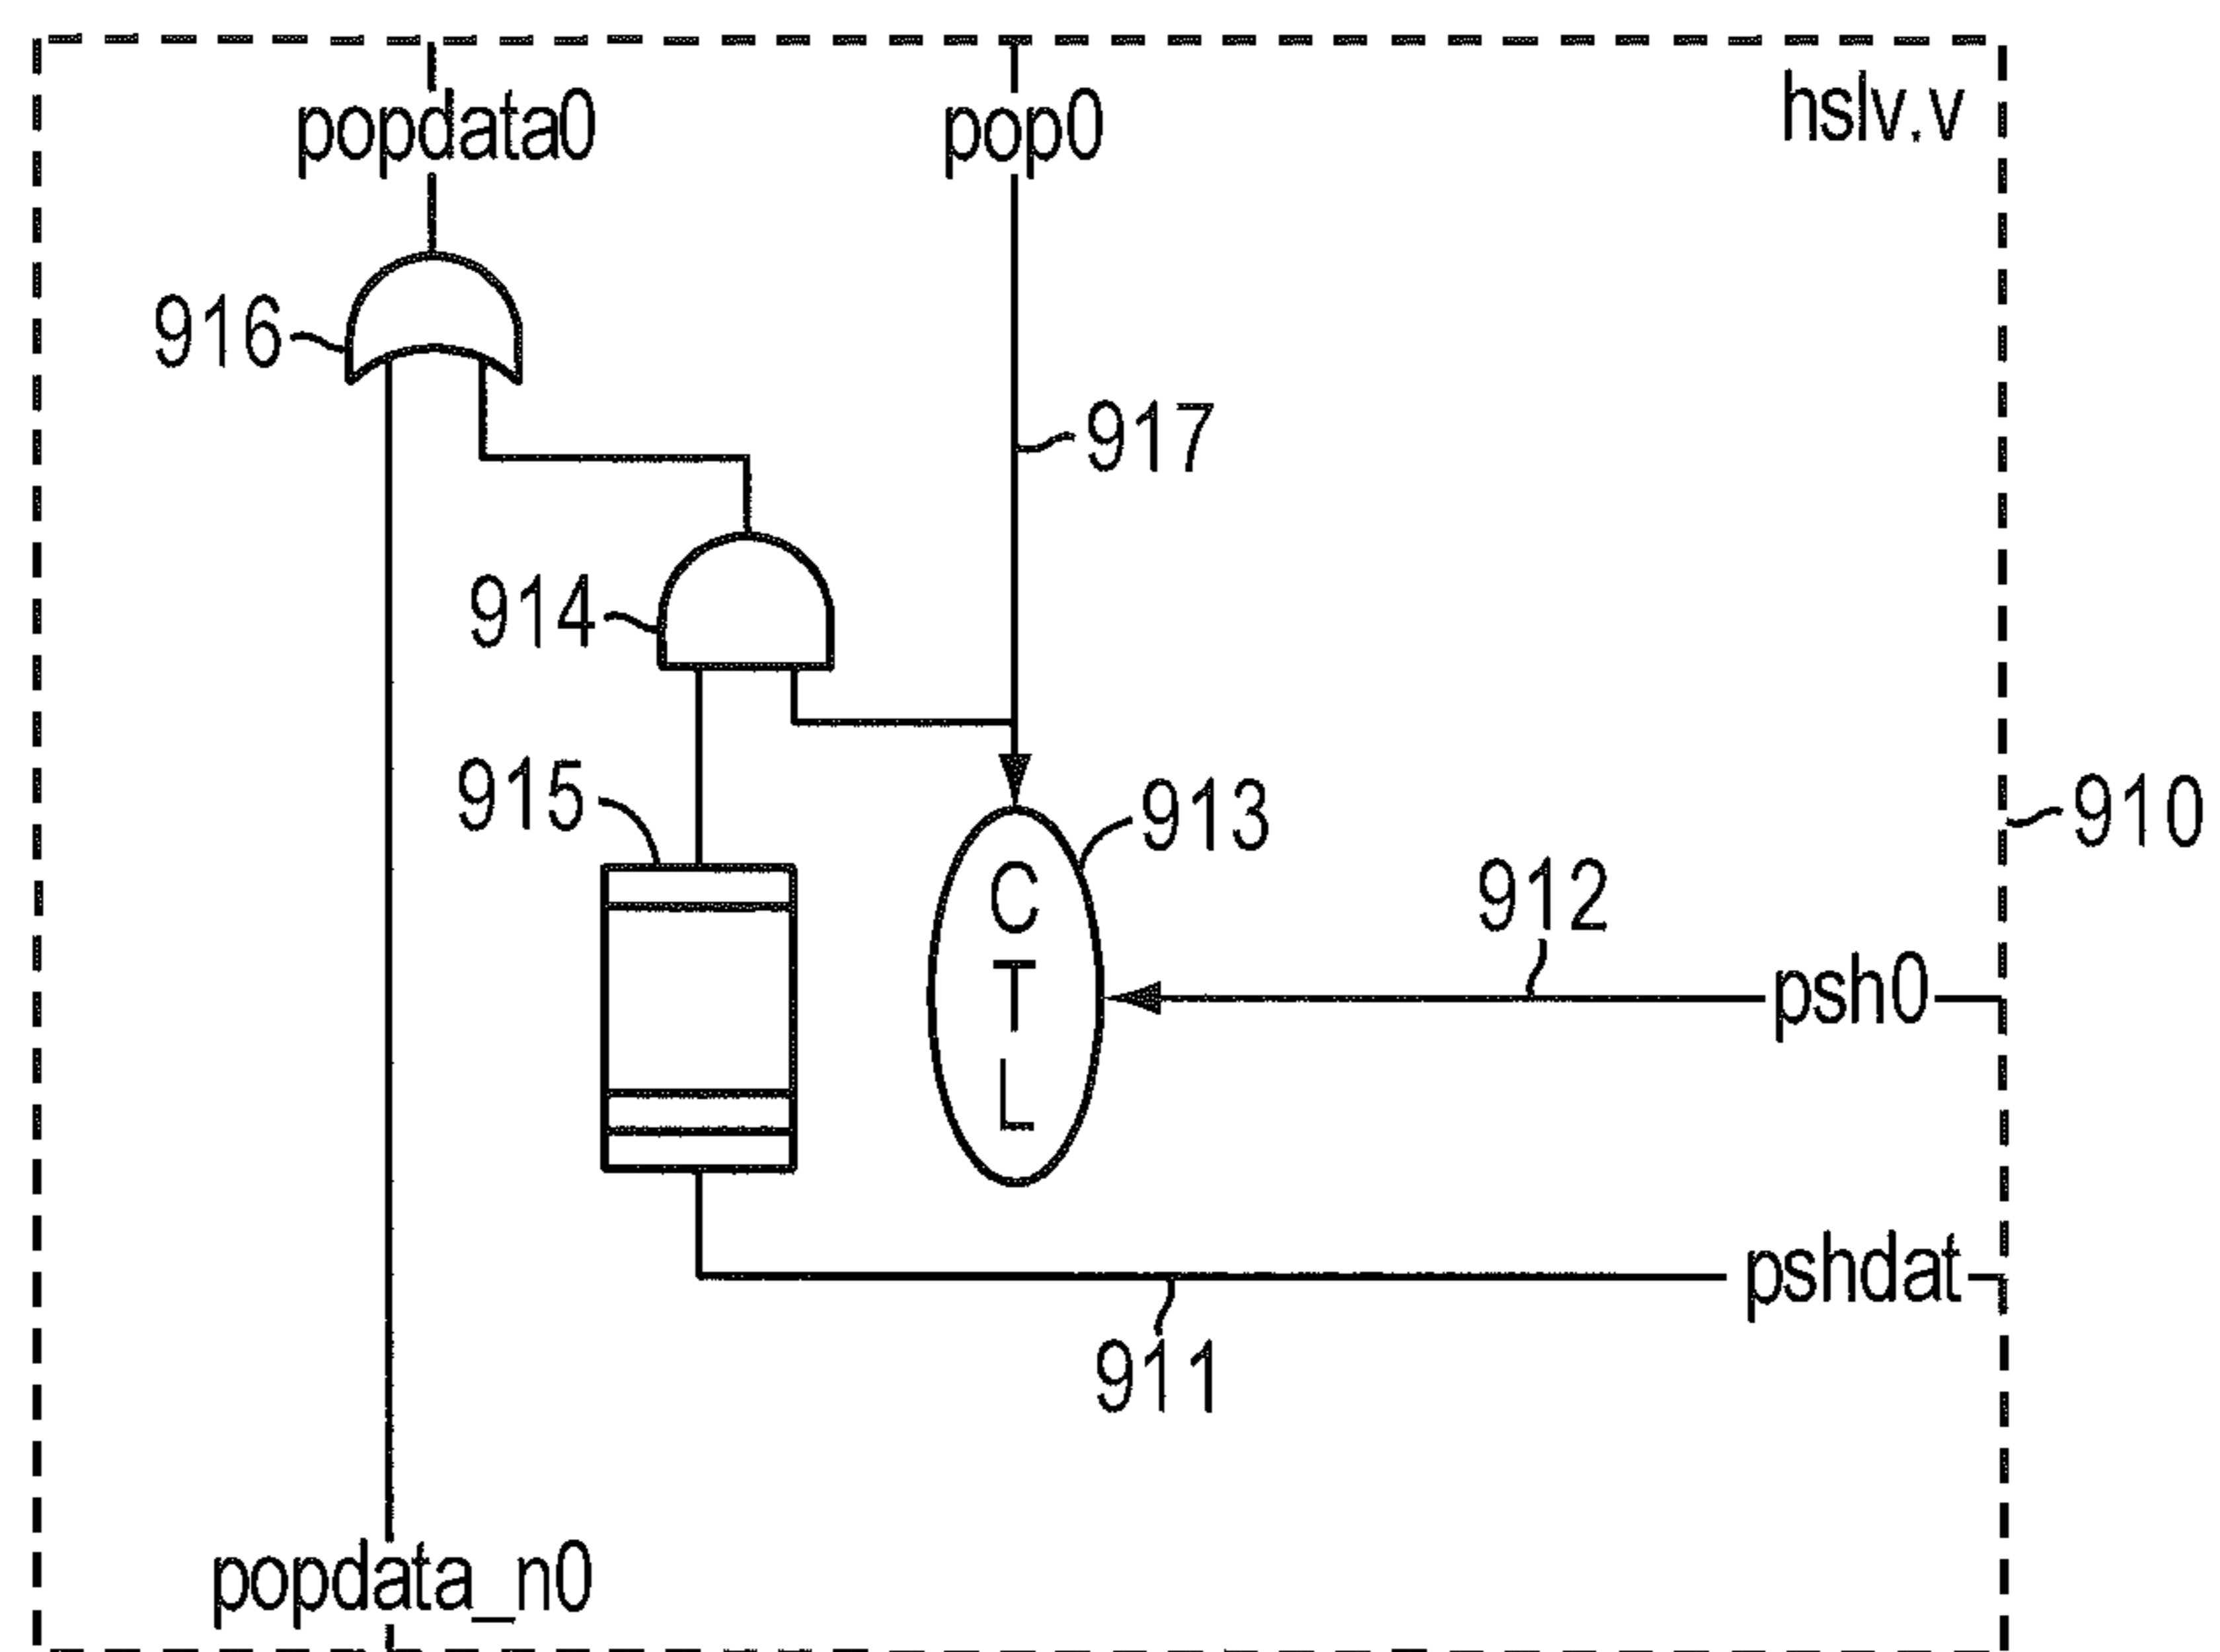 popdata0
pop0
hslv.v
916
917
914
915
913
910
912
C
T
L
psh0
pshdat
911
popdata_n0